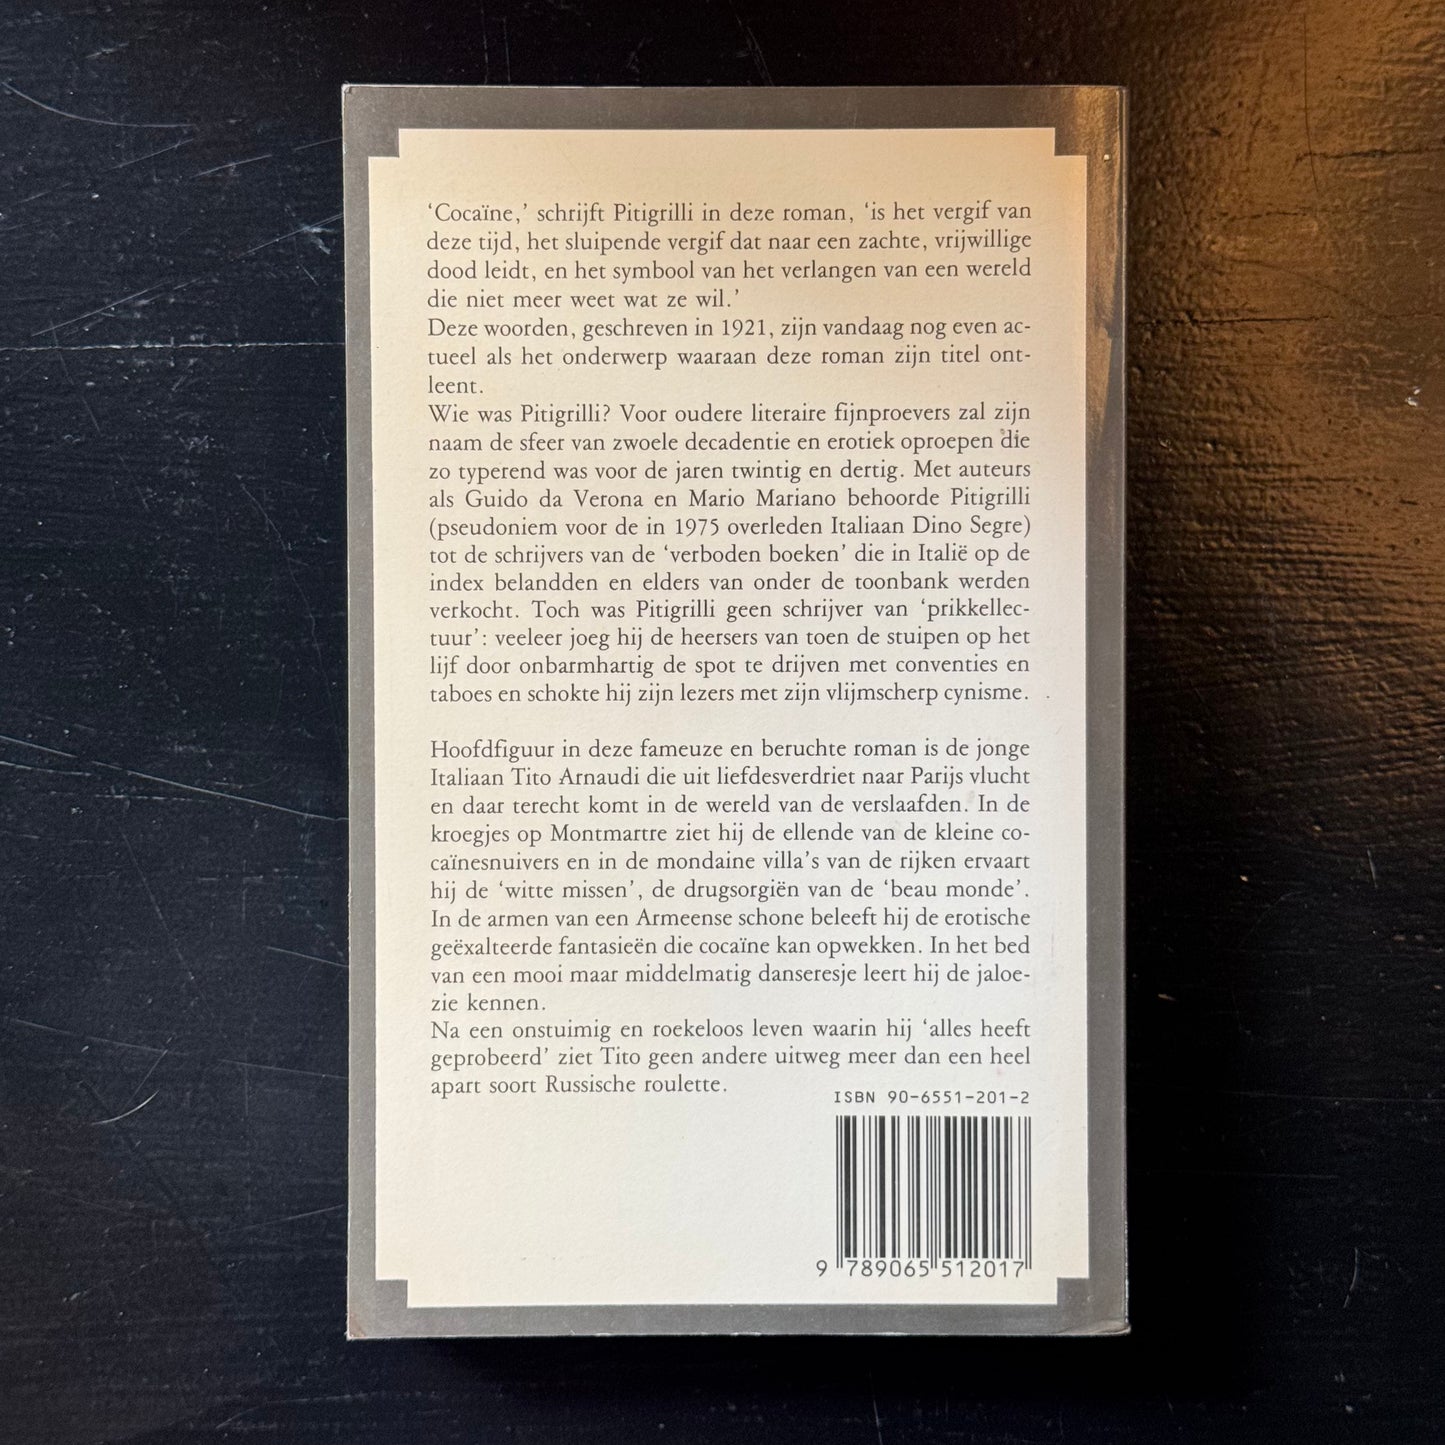 ‘Cocaïne,’ schrijft Pitigrilli in deze roman, ‘is het vergif van
deze tijd, het sluipende vergif dat naar een zachte, vrijwillige
dood leidt, en het symbool van het verlangen van een wereld
die niet meer weet wat ze wil.’
Deze woorden, geschreven in 1921, zijn vandaag nog even ac-
tueel als het onderwerp waaraan deze roman zijn titel ont-
leent.
Wie was Pitigrilli? Voor oudere literaire fijnproevers zal zijn
naam de sfeer van zwoele decadentie en erotiek oproepen die
zo typerend was voor de jaren twintig en dertig. Met auteurs
als Guido da Verona en Mario Mariano behoorde Pitigrilli
(pseudoniem voor de in 1975 overleden Italiaan Dino Segre)
tot de schrijvers van de ‘verboden boeken’ die in Italië op de
index belandden en elders van onder de toonbank werden
verkocht. Toch was Pitigrilli geen schrijver van ‘prikkellec-
tuur’: veeleer joeg hij de heersers van toen de stuipen op het
lijf door onbarmhartig de spot te drijven met conventies en
taboes en schokte hij zijn lezers met zijn vlijmscherp cynisme.
Hoofdfiguur in deze fameuze en beruchte roman is de jonge
Italiaan Tito Arnaudi die uit liefdesverdriet naar Parijs vlucht
en daar terecht komt in de wereld van de verslaafden. In de
kroegjes op Montmartre ziet hij de ellende van de kleine co-
caïnesnuivers en in de mondaine villa’s van de rijken ervaart
hij de ‘witte missen’, de drugsorgiën van de ‘beau monde’.
In de armen van een Armeense schone beleeft hij de erotische
geëxalteerde fantasieën die cocaïne kan opwekken. In het bed
van een mooi maar middelmatig danseresje leert hij de jaloe-
zie kennen.
Na een onstuimig en roekeloos leven waarin hij ‘alles heeft
geprobeerd’ ziet Tito geen andere uitweg meer dan een heel
apart soort Russische roulette.
ISBN 90-6551-201-2
9 789065 512017